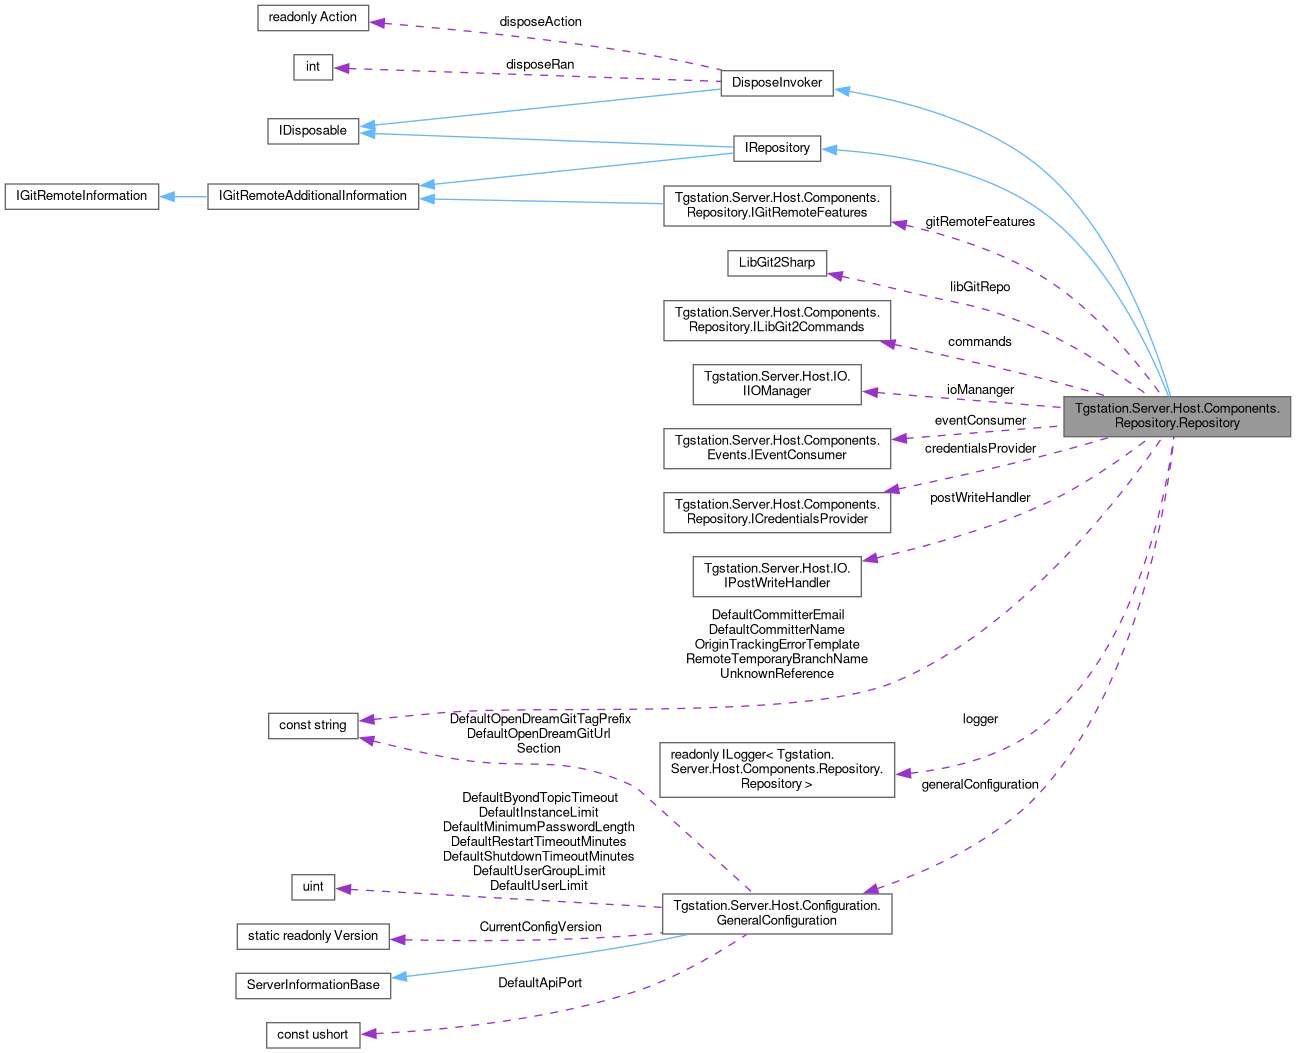 readonly Action
disposeAction
int
disposeRan
DisposeInvoker
IDisposable
IRepository
IGitRemoteInformation
IGitRemoteAdditionalInformation
Tgstation.Server.Host.Components.
Repository.IGitRemoteFeatures
gitRemoteFeatures
LibGit2Sharp
libGitRepo
Tgstation.Server.Host.Components.
Repository.ILibGit2Commands
commands
Tgstation.Server.Host.IO.
IIOManager
ioMananger
Tgstation.Server.Host.Components.
Repository.Repository
Tgstation.Server.Host.Components.
Events.IEventConsumer
eventConsumer
credentialsProvider
Tgstation.Server.Host.Components.
Repository.ICredentialsProvider
postWriteHandler
Tgstation.Server.Host.IO.
IPostWriteHandler
DefaultCommitterEmail
DefaultCommitterName
OriginTrackingErrorTemplate
RemoteTemporaryBranchName
UnknownReference
const string
DefaultOpenDreamGitTagPrefix
DefaultOpenDreamGitUrl
Section
logger
readonly ILogger< Tgstation.
Server.Host.Components.Repository.
Repository >
generalConfiguration
DefaultByondTopicTimeout
DefaultInstanceLimit
DefaultMinimumPasswordLength
DefaultRestartTimeoutMinutes
DefaultShutdownTimeoutMinutes
DefaultUserGroupLimit
DefaultUserLimit
uint
Tgstation.Server.Host.Configuration.
GeneralConfiguration
static readonly Version
CurrentConfigVersion
ServerInformationBase
DefaultApiPort
const ushort